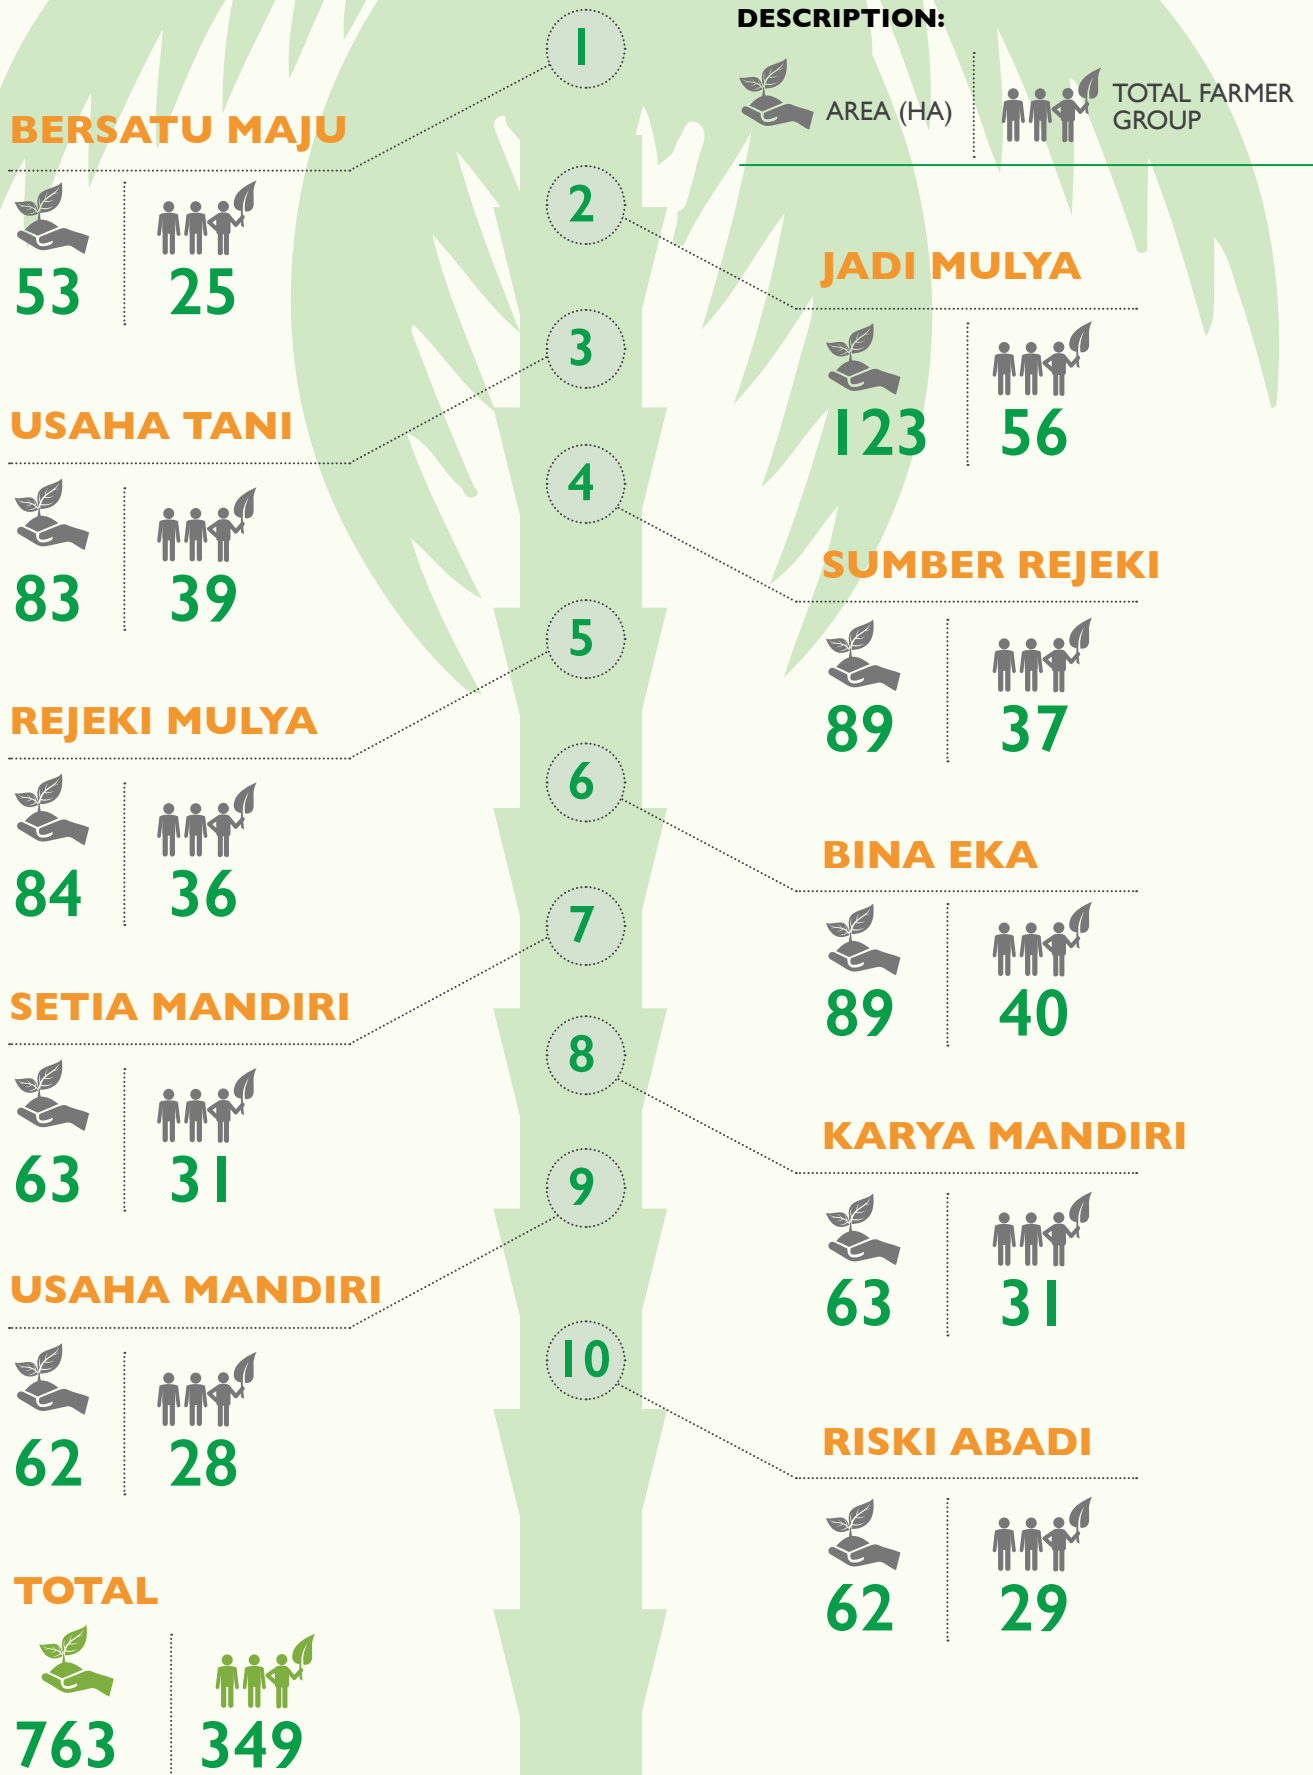 DESCRIPTION:
AREA (HA)
TOTAL FARMER
GROUP
1
BERSATU MAJU
53
25
2
JADI MULYA
123
56
3
USAHA TANI
83
39
4
SUMBER REJEKI
89
37
5
REJEKI MULYA
84
36
6
BINA EKA
89
40
7
SETIA MANDIRI
63
31
8
KARYA MANDIRI
63
31
9
USAHA MANDIRI
62
28
10
RISKI ABADI
62
29
TOTAL
763
349